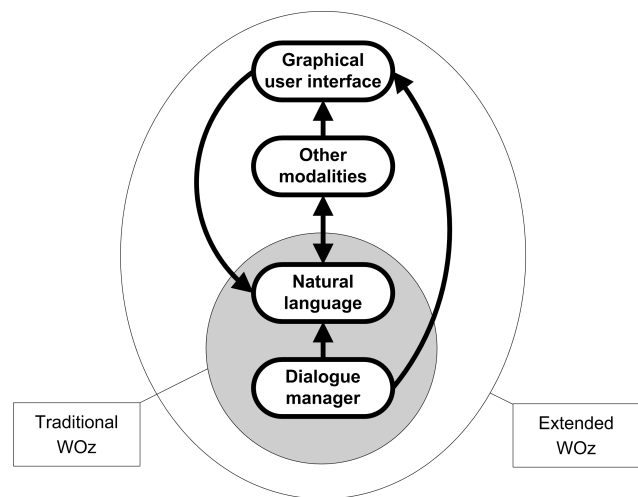 Graphical
user interface
Other
modalities
Natural
language
Dialogue
manager
Traditional
WOz
Extended
WOz